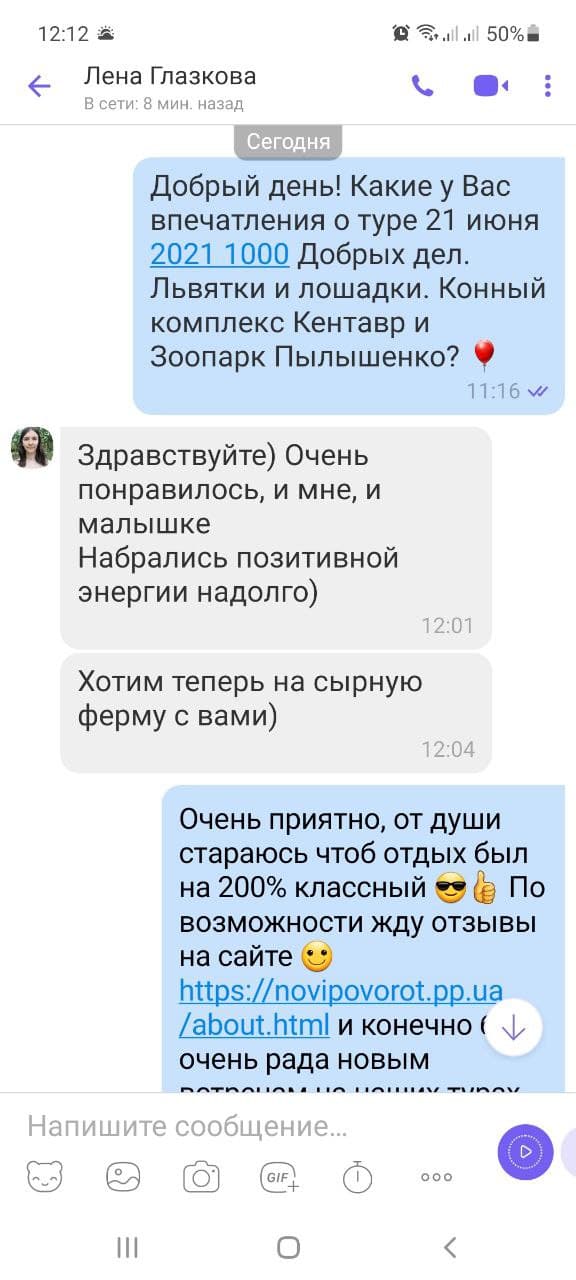 12:12
50%
Лена Глазкова
В сети: 8 мин. назад
Сегодня
Добрый день! Какие у Вас
впечатления о туре 21 июня
2021 1000 Добрых дел.
Львятки и лошадки. Конный
комплекс Кентавр и
Зоопарк Пылышенко? 🎈
11:16
Здравствуйте) Очень
понравилось, и мне, и
малышке
Набрались позитивной
энергии надолго)
12:01
Хотим теперь на сырную
ферму с вами)
12:04
Очень приятно, от души
стараюсь чтоб отдых был
на 200% классный 😎👍 По
возможности жду отзывы
на сайте 🙂
https://novipovorot.pp.ua
/about.html и конечно
очень рада новым
встречам на наших турах
Напишите сообщение...
GIF